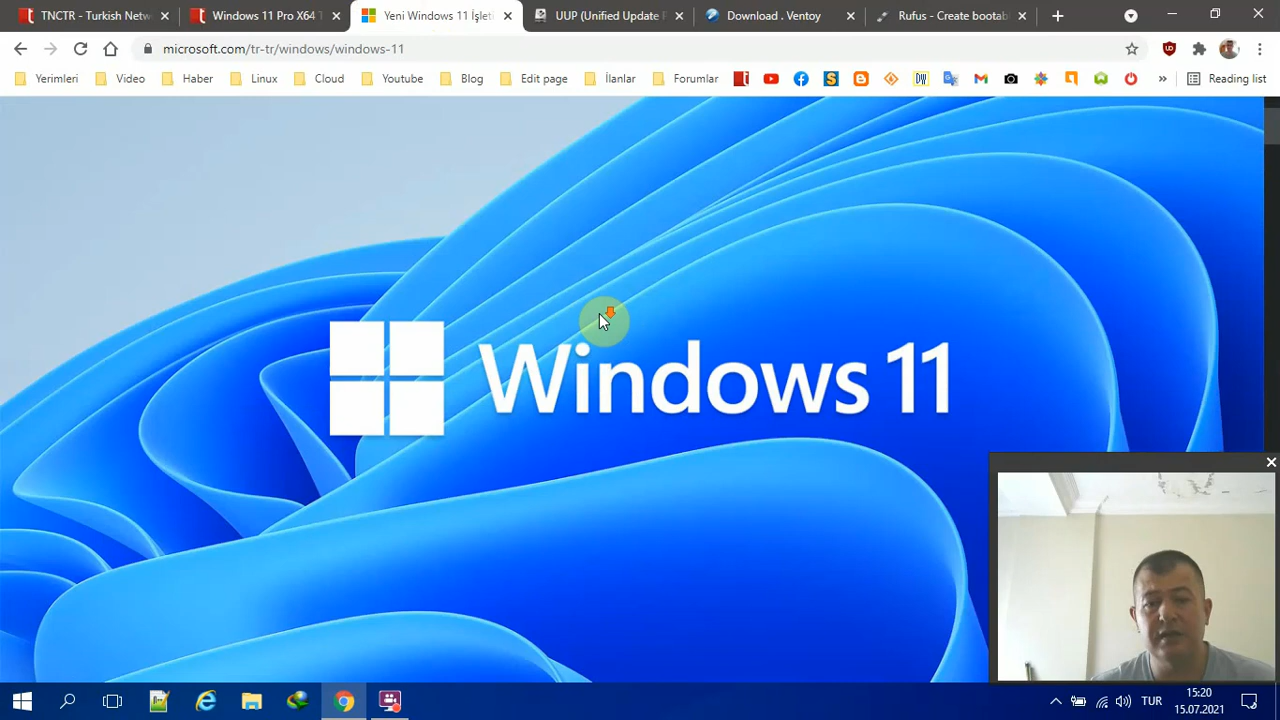 TNCTR - Turkish Netw
Windows 11 Pro X64 T
Yeni Windows 11 İşleti
UUP (Unified Update P
Download . Ventoy
Rufus - Create bootab
microsoft.com/tr-tr/windows/windows-11
Yerimleri
Video
Haber
Linux
Cloud
Youtube
Blog
Edit page
İlanlar
Forumlar
DW
Reading list
Windows 11
TUR
15:20
15.07.2021